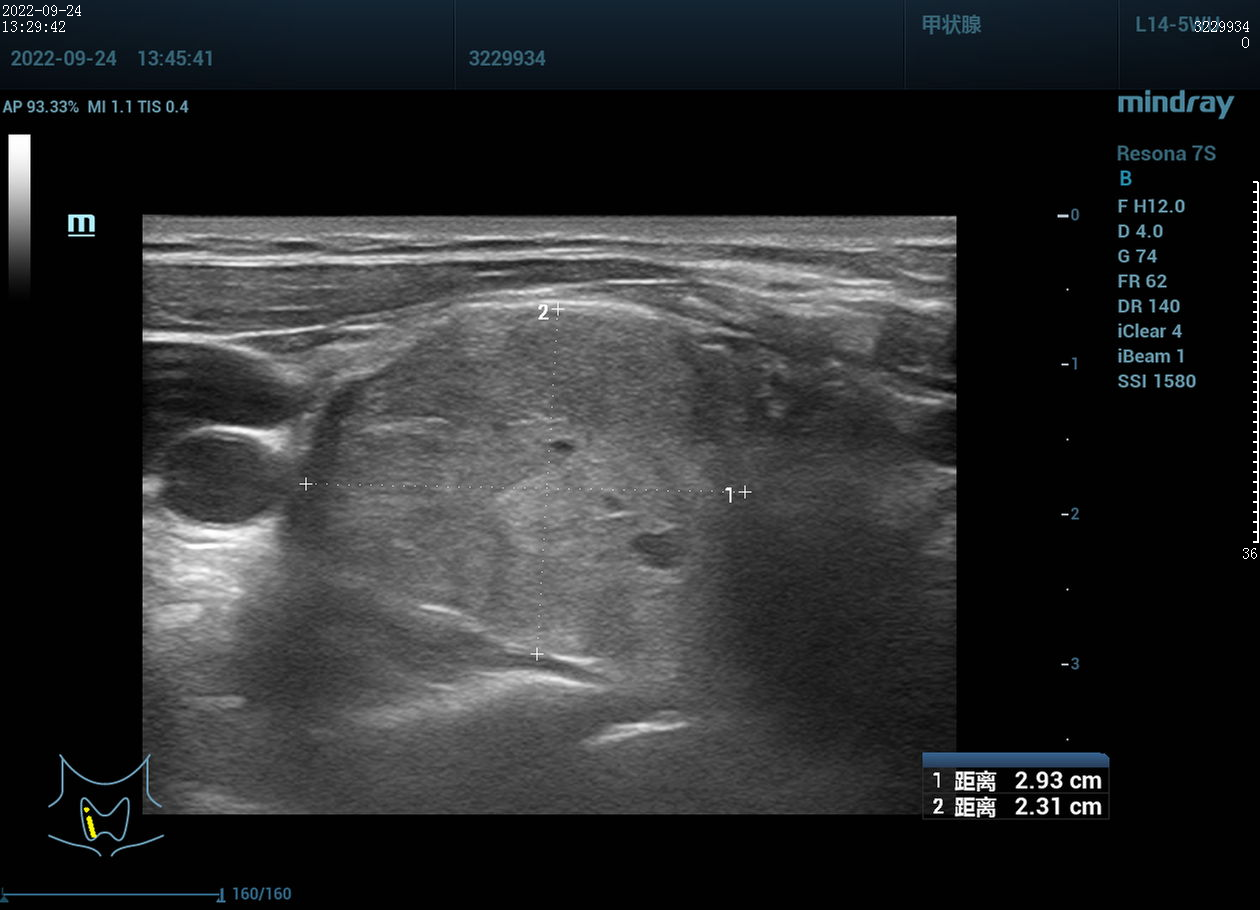 2022-09-24
13:29:42
甲状腺
3229934
0
2022-09-24 13:45:41
3229934
AP 93.33% MI 1.1 TIS 0.4
mindray
Resona 7S
B
F H12.0
D 4.0
G 74
FR 62
DR 140
iClear 4
iBeam 1
SSI 1580
m
0
1
2
3
2
1
36
1 距离 2.93 cm
2 距离 2.31 cm
160/160